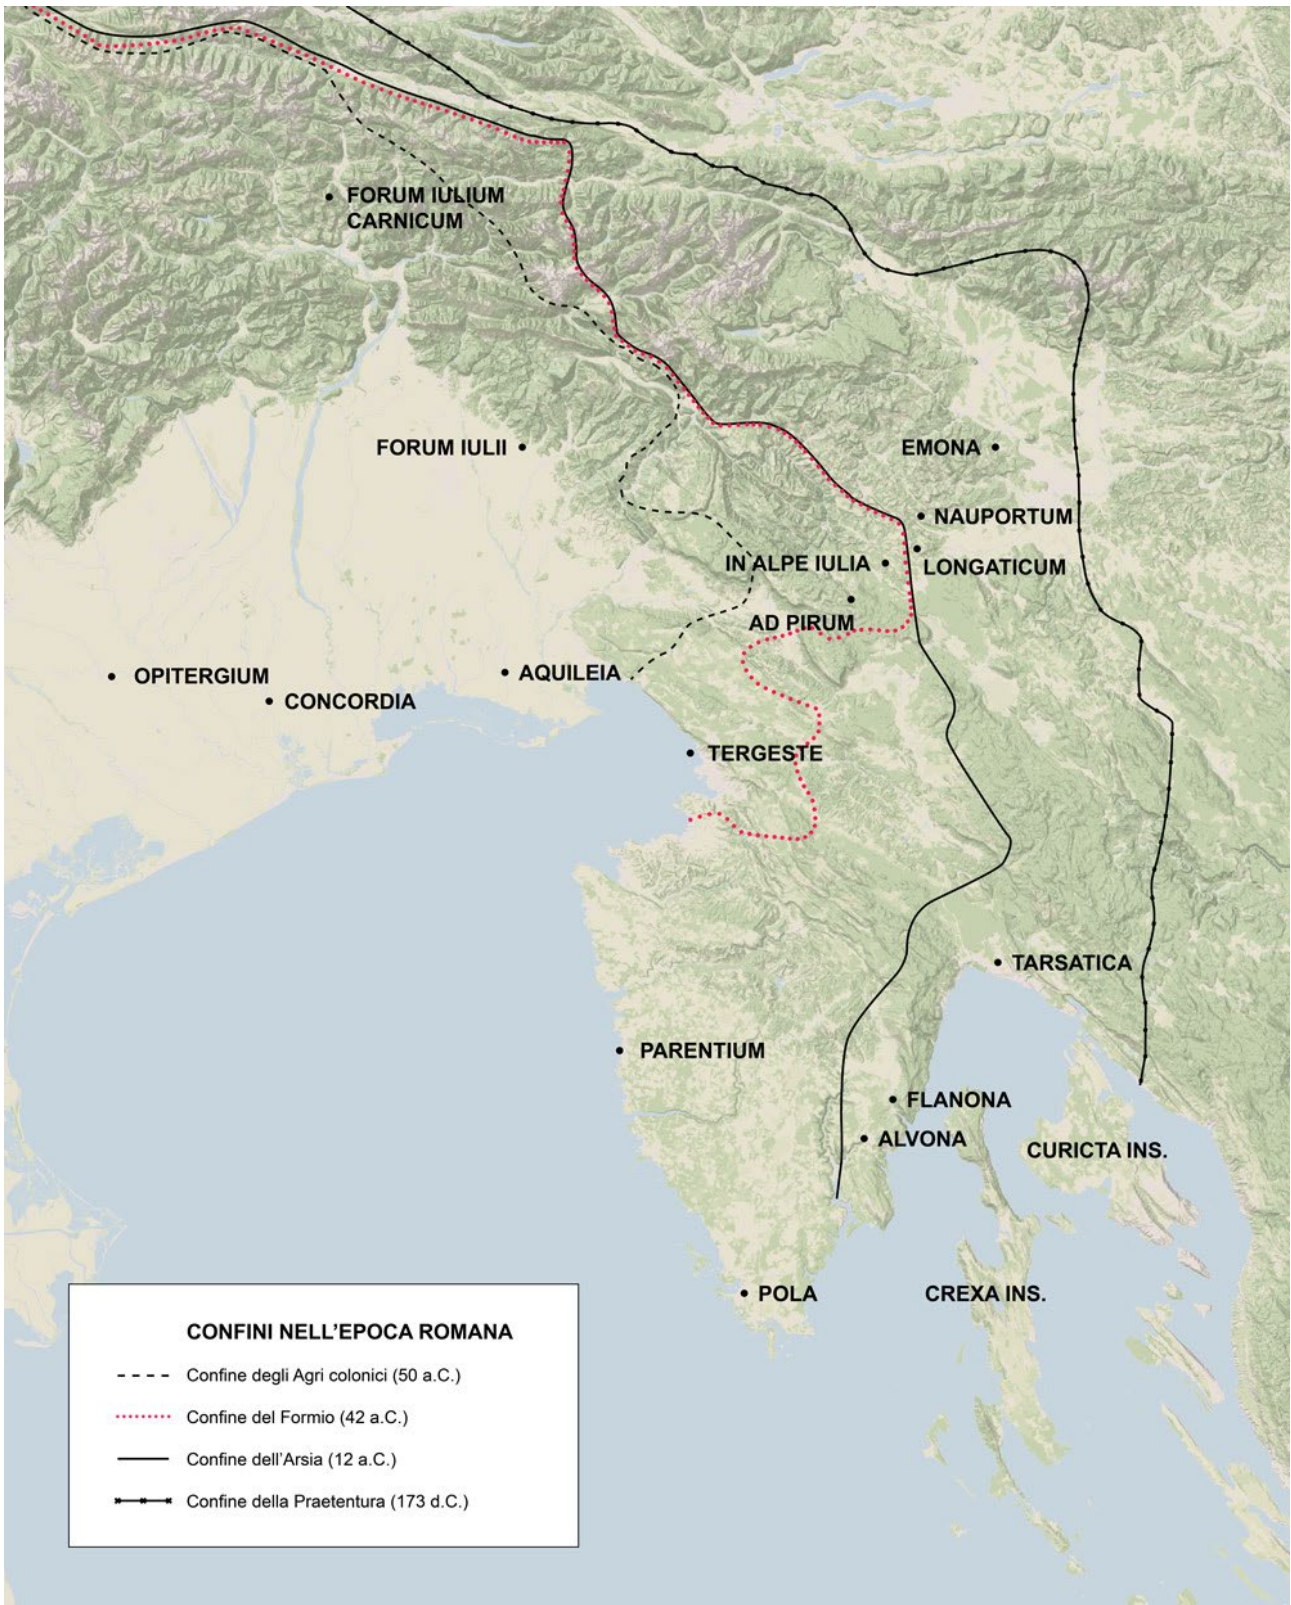 FORUM IULIUM
CARNICUM
FORUM IULII
EMONA
NAUPORTUM
IN ALPE IULIA
LONGATICUM
AD PIRUM
OPITERGIUM
AQUILEIA
CONCORDIA
TERGESTE
TARSATICA
PARENTIUM
FLANONA
ALVONA
CURICTA INS.
POLA
CREXA INS.
CONFINI NELL'EPOCA ROMANA
Confine degli Agri colonici (50 a.C.)
Confine del Formio (42 a.C.)
Confine dell'Arsia (12 a.C.)
Confine della Praetentura (173 d.C.)